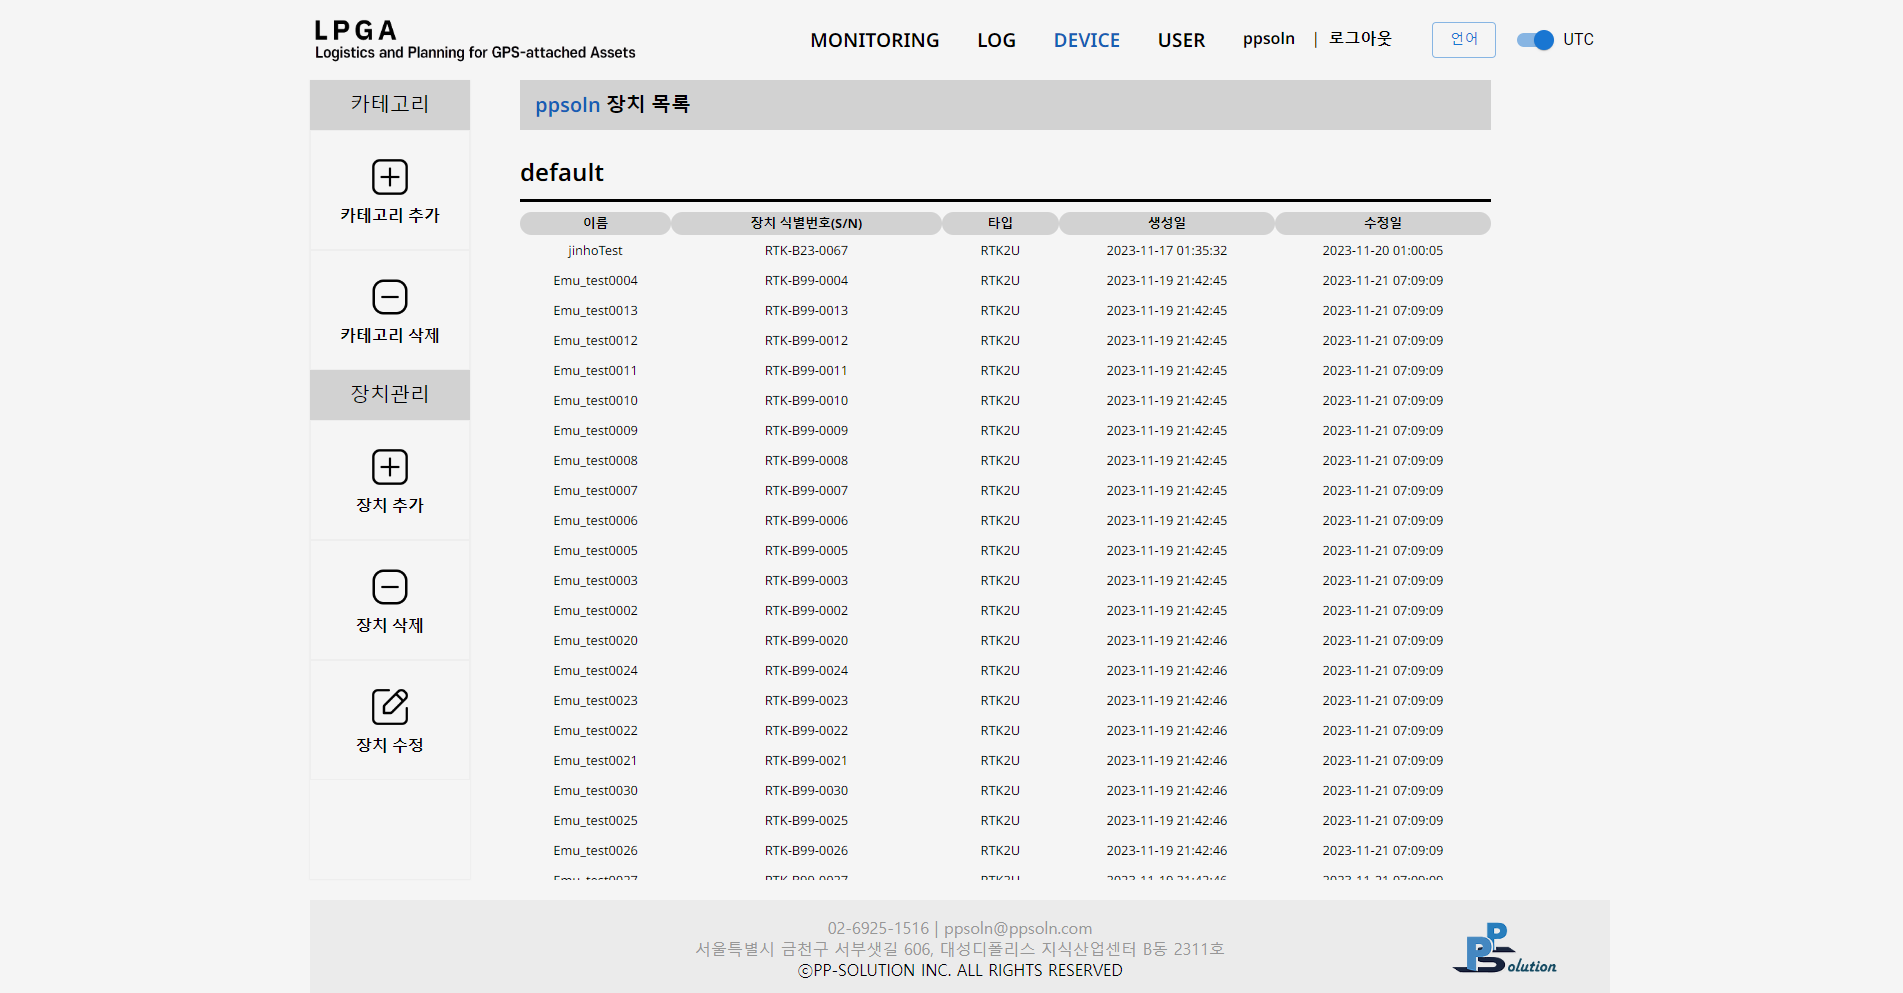 LPGA
Logistics and Planning for GPS-attached Assets
MONITORING LOG DEVICE USER ppsoln | 로그아웃 언어 UTC
카테고리
카테고리 추가
카테고리 삭제
장치관리
장치 추가
장치 삭제
장치 수정
ppsoln 장치 목록
default
이름 장치 식별번호(S/N) 타입 생성일 수정일
jinhoTest RTK-B23-0067 RTK2U 2023-11-17 01:35:32 2023-11-20 01:00:05
Emu_test0004 RTK-B99-0004 RTK2U 2023-11-19 21:42:45 2023-11-21 07:09:09
Emu_test0013 RTK-B99-0013 RTK2U 2023-11-19 21:42:45 2023-11-21 07:09:09
Emu_test0012 RTK-B99-0012 RTK2U 2023-11-19 21:42:45 2023-11-21 07:09:09
Emu_test0011 RTK-B99-0011 RTK2U 2023-11-19 21:42:45 2023-11-21 07:09:09
Emu_test0010 RTK-B99-0010 RTK2U 2023-11-19 21:42:45 2023-11-21 07:09:09
Emu_test0009 RTK-B99-0009 RTK2U 2023-11-19 21:42:45 2023-11-21 07:09:09
Emu_test0008 RTK-B99-0008 RTK2U 2023-11-19 21:42:45 2023-11-21 07:09:09
Emu_test0007 RTK-B99-0007 RTK2U 2023-11-19 21:42:45 2023-11-21 07:09:09
Emu_test0006 RTK-B99-0006 RTK2U 2023-11-19 21:42:45 2023-11-21 07:09:09
Emu_test0005 RTK-B99-0005 RTK2U 2023-11-19 21:42:45 2023-11-21 07:09:09
Emu_test0003 RTK-B99-0003 RTK2U 2023-11-19 21:42:45 2023-11-21 07:09:09
Emu_test0002 RTK-B99-0002 RTK2U 2023-11-19 21:42:45 2023-11-21 07:09:09
Emu_test0020 RTK-B99-0020 RTK2U 2023-11-19 21:42:46 2023-11-21 07:09:09
Emu_test0024 RTK-B99-0024 RTK2U 2023-11-19 21:42:46 2023-11-21 07:09:09
Emu_test0023 RTK-B99-0023 RTK2U 2023-11-19 21:42:46 2023-11-21 07:09:09
Emu_test0022 RTK-B99-0022 RTK2U 2023-11-19 21:42:46 2023-11-21 07:09:09
Emu_test0021 RTK-B99-0021 RTK2U 2023-11-19 21:42:46 2023-11-21 07:09:09
Emu_test0030 RTK-B99-0030 RTK2U 2023-11-19 21:42:46 2023-11-21 07:09:09
Emu_test0025 RTK-B99-0025 RTK2U 2023-11-19 21:42:46 2023-11-21 07:09:09
Emu_test0026 RTK-B99-0026 RTK2U 2023-11-19 21:42:46 2023-11-21 07:09:09
02-6925-1516 | ppsoln@ppsoln.com
서울특별시 금천구 서부샛길 606, 대성디폴리스 지식산업센터 B동 2311호
ⓒPP-SOLUTION INC. ALL RIGHTS RESERVED
PPSolution